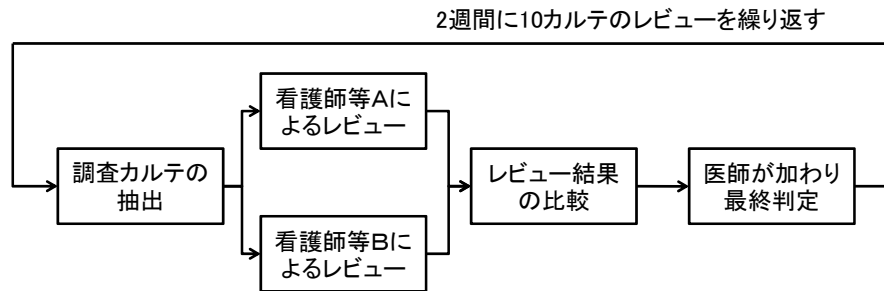 2週間に10カルテのレビューを繰り返す
看護師等Aに
よるレビュー
調査カルテの
抽出
看護師等Bに
よるレビュー
レビュー結果
の比較
医師が加わり
最終判定